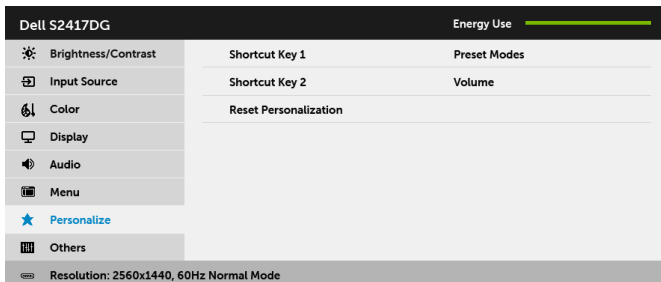 Dell S2417DG Energy Use
Brightness/Contrast Shortcut Key 1 Preset Modes
Input Source Shortcut Key 2 Volume
Color Reset Personalization
Display
Audio
Menu
Personalize
Others
Resolution: 2560x1440, 60Hz Normal Mode